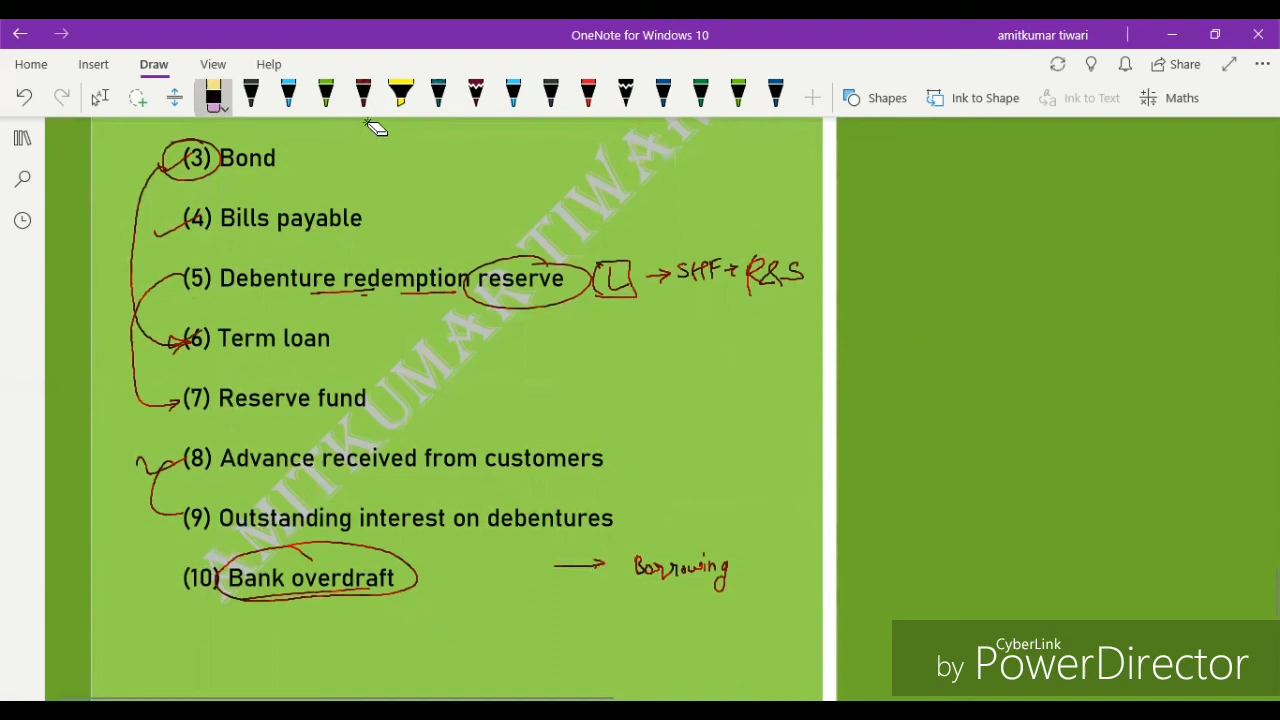 OneNote for Windows 10
amitkumar tiwari
Home Insert Draw View Help
Share
Shapes
Ink to Shape
Ink to Text
Maths
(3) Bond
(4) Bills payable
(5) Debenture redemption reserve L → SHF → R&S
(6) Term loan
(7) Reserve fund
(8) Advance received from customers
(9) Outstanding interest on debentures
(10) Bank overdraft → Borrowing
AMITKUMAR TIWARI
CyberLink
by PowerDirector